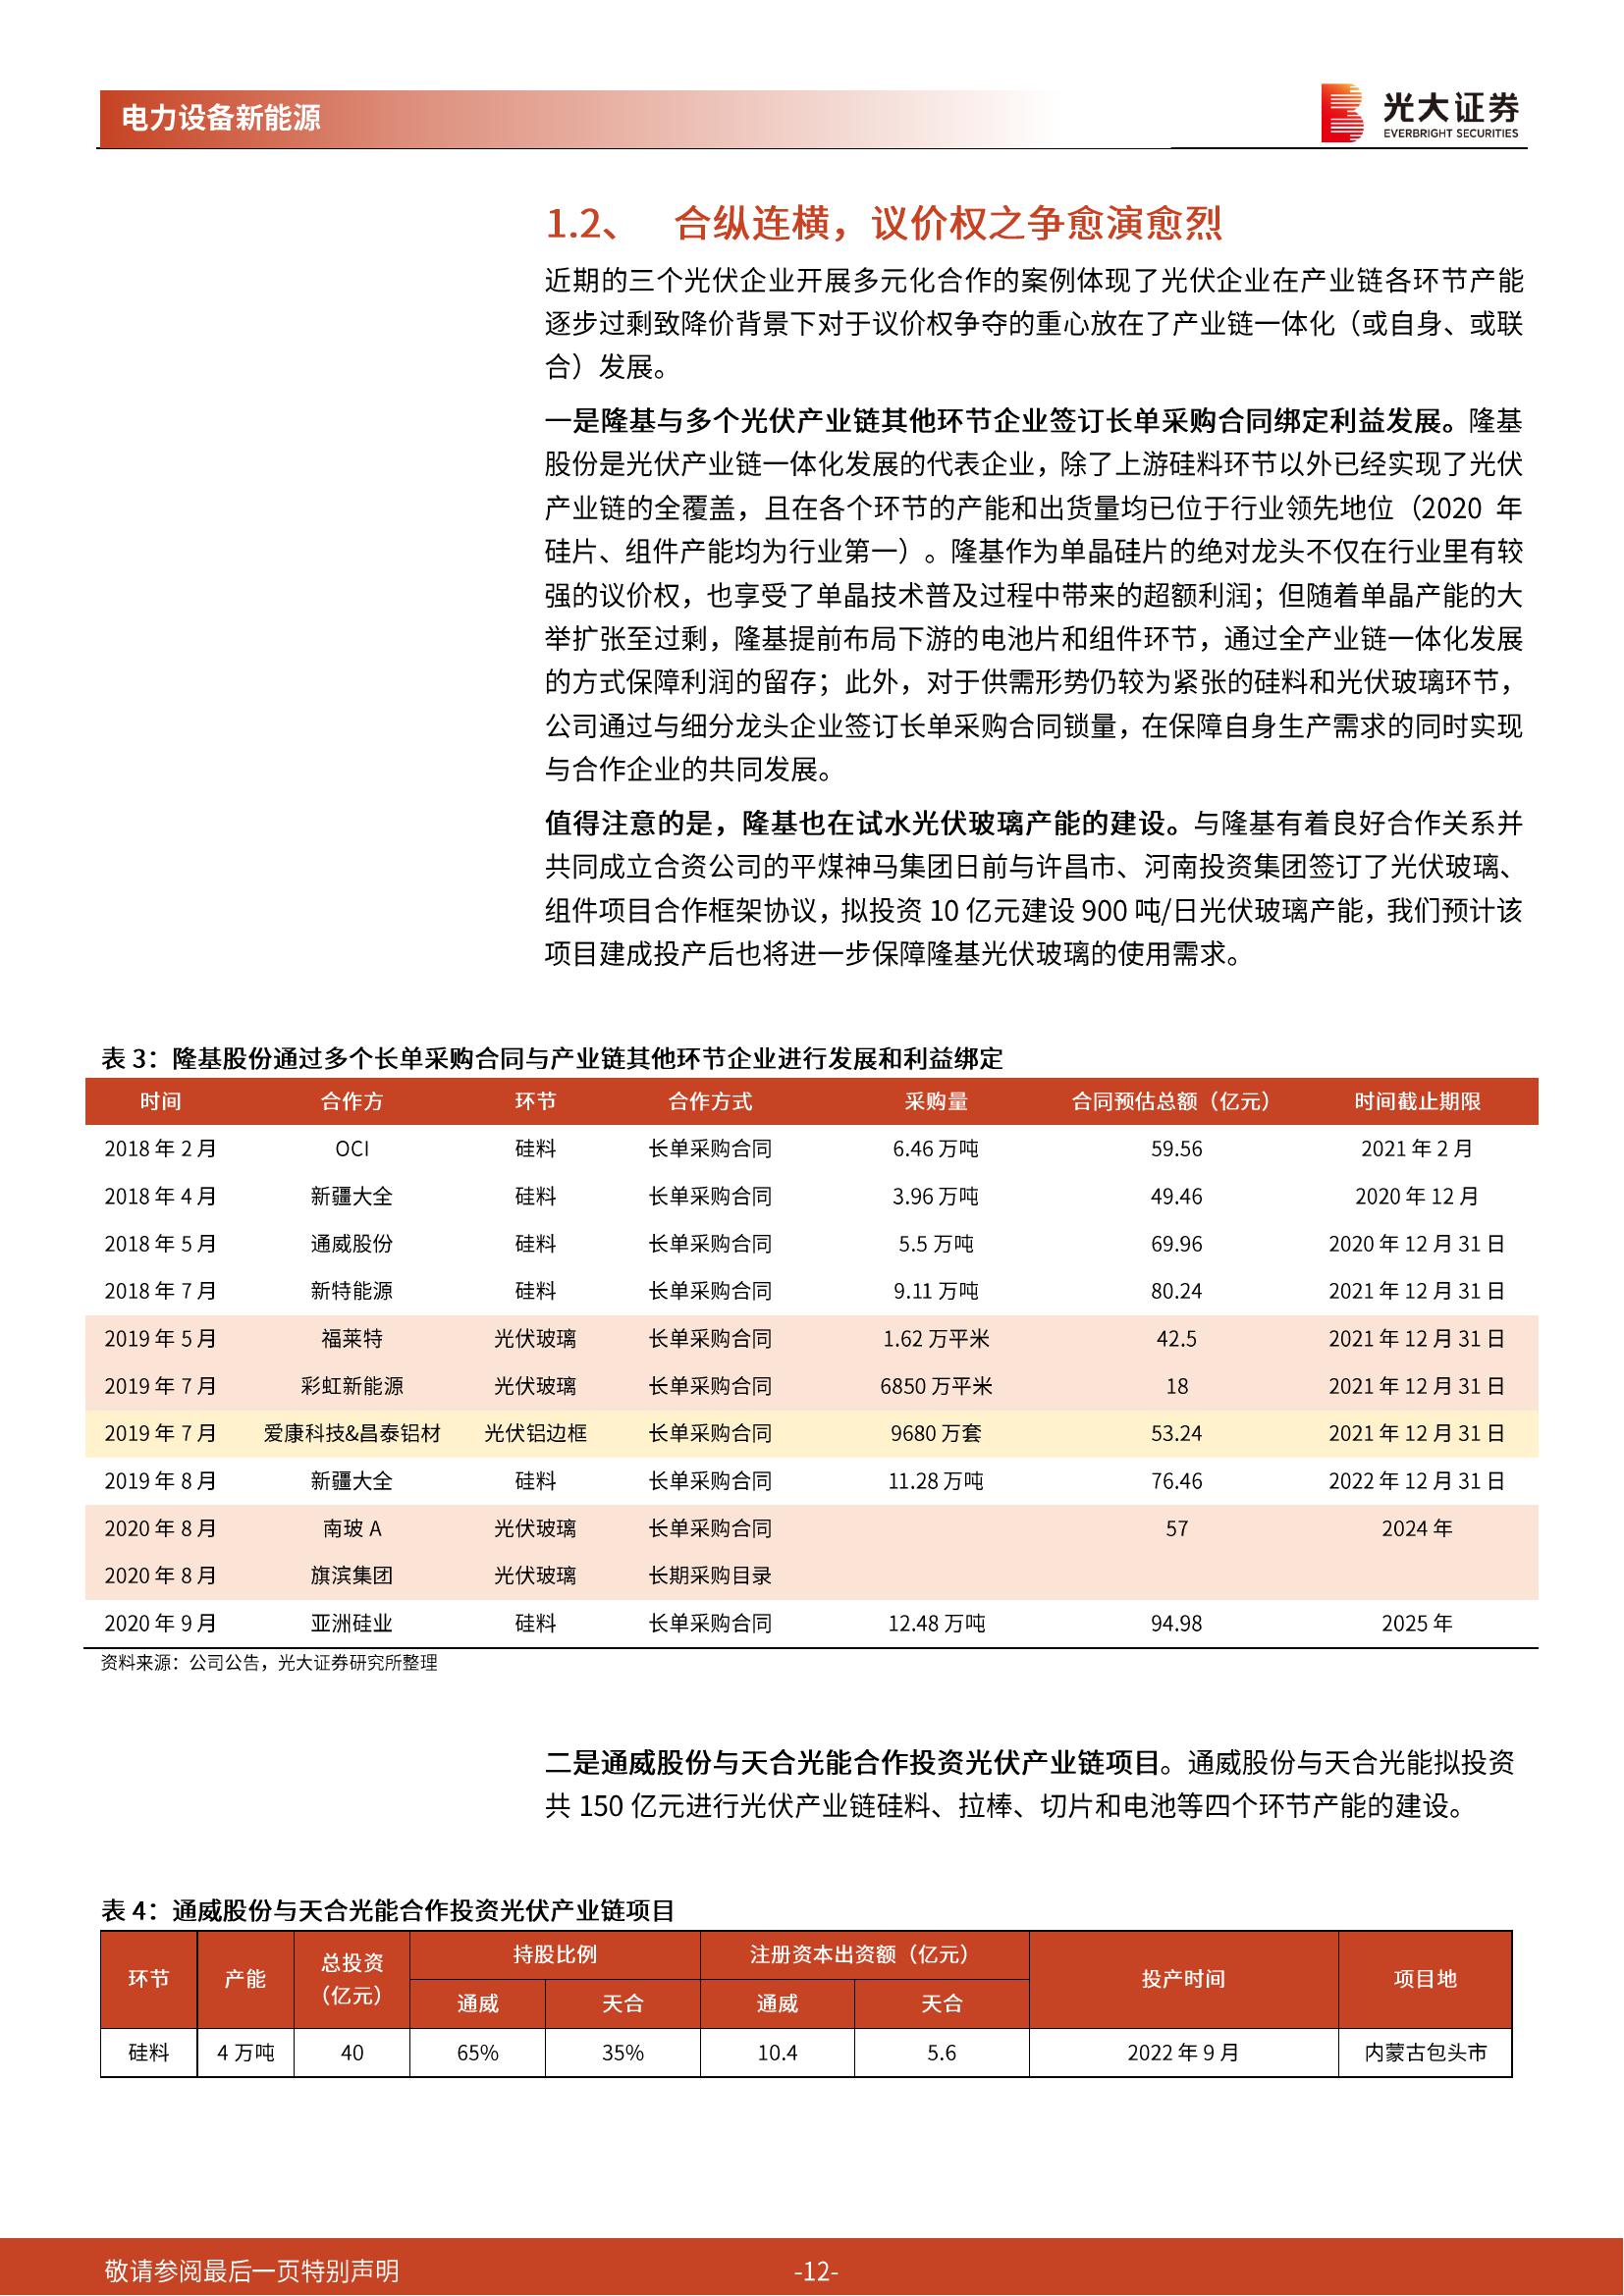 电力设备新能源
光大证券
EVERBRIGHT SECURITIES
1.2、 合纵连横，议价权之争愈演愈烈
近期的三个光伏企业开展多元化合作的案例体现了光伏企业在产业链各环节产能
逐步过剩致降价背景下对于议价权争夺的重心放在了产业链一体化（或自身、或联
合）发展。
一是隆基与多个光伏产业链其他环节企业签订长单采购合同绑定利益发展。隆基
股份是光伏产业链一体化发展的代表企业，除了上游硅料环节以外已经实现了光伏
产业链的全覆盖，且在各个环节的产能和出货量均已位于行业领先地位（2020 年
硅片、组件产能均为行业第一）。隆基作为单晶硅片的绝对龙头不仅在行业里有较
强的议价权，也享受了单晶技术普及过程中带来的超额利润；但随着单晶产能的大
举扩张至过剩，隆基提前布局下游的电池片和组件环节，通过全产业链一体化发展
的方式保障利润的留存；此外，对于供需形势仍较为紧张的硅料和光伏玻璃环节，
公司通过与细分龙头企业签订长单采购合同锁量，在保障自身生产需求的同时实现
与合作企业的共同发展。
值得注意的是，隆基也在试水光伏玻璃产能的建设。与隆基有着良好合作关系并
共同成立合资公司的平煤神马集团日前与许昌市、河南投资集团签订了光伏玻璃、
组件项目合作框架协议，拟投资 10 亿元建设 900 吨/日光伏玻璃产能，我们预计该
项目建成投产后也将进一步保障隆基光伏玻璃的使用需求。
表 3：隆基股份通过多个长单采购合同与产业链其他环节企业进行发展和利益绑定
时间 合作方 环节 合作方式 采购量 合同预估总额（亿元） 时间截止期限
2018 年 2 月 OCI 硅料 长单采购合同 6.46 万吨 59.56 2021 年 2 月
2018 年 4 月 新疆大全 硅料 长单采购合同 3.96 万吨 49.46 2020 年 12 月
2018 年 5 月 通威股份 硅料 长单采购合同 5.5 万吨 69.96 2020 年 12 月 31 日
2018 年 7 月 新特能源 硅料 长单采购合同 9.11 万吨 80.24 2021 年 12 月 31 日
2019 年 5 月 福莱特 光伏玻璃 长单采购合同 1.62 万平米 42.5 2021 年 12 月 31 日
2019 年 7 月 彩虹新能源 光伏玻璃 长单采购合同 6850 万平米 18 2021 年 12 月 31 日
2019 年 7 月 爱康科技&昌泰铝材 光伏铝边框 长单采购合同 9680 万套 53.24 2021 年 12 月 31 日
2019 年 8 月 新疆大全 硅料 长单采购合同 11.28 万吨 76.46 2022 年 12 月 31 日
2020 年 8 月 南玻 A 光伏玻璃 长单采购合同 57 2024 年
2020 年 8 月 旗滨集团 光伏玻璃 长期采购目录
2020 年 9 月 亚洲硅业 硅料 长单采购合同 12.48 万吨 94.98 2025 年
资料来源：公司公告，光大证券研究所整理
二是通威股份与天合光能合作投资光伏产业链项目。通威股份与天合光能拟投资
共 150 亿元进行光伏产业链硅料、拉棒、切片和电池等四个环节产能的建设。
表 4：通威股份与天合光能合作投资光伏产业链项目
环节 产能 总投资（亿元） 持股比例 注册资本出资额（亿元） 投产时间 项目地
通威 天合 通威 天合
硅料 4 万吨 40 65% 35% 10.4 5.6 2022 年 9 月 内蒙古包头市
敬请参阅最后一页特别声明 -12-